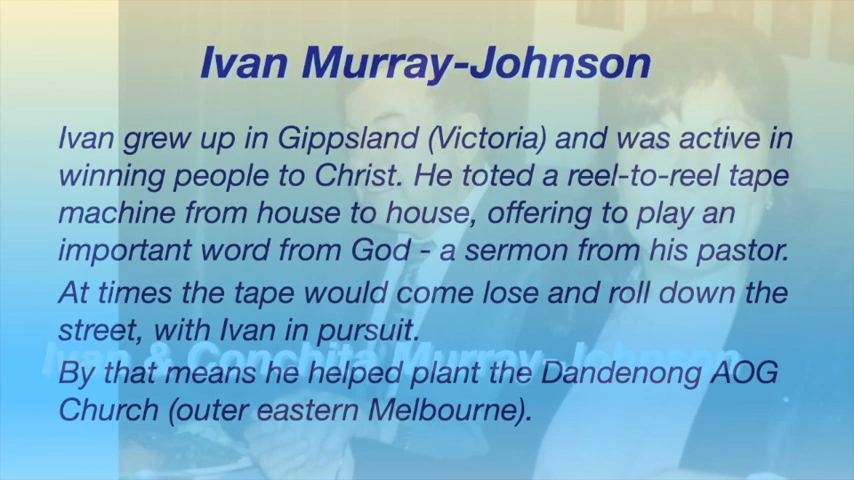 Ivan Murray-Johnson
Ivan grew up in Gippsland (Victoria) and was active in
winning people to Christ. He toted a reel-to-reel tape
machine from house to house, offering to play an
important word from God - a sermon from his pastor.
At times the tape would come lose and roll down the
street, with Ivan in pursuit.
Ivan & Conchita Murray-Johnson
By that means he helped plant the Dandenong AOG
Church (outer eastern Melbourne).